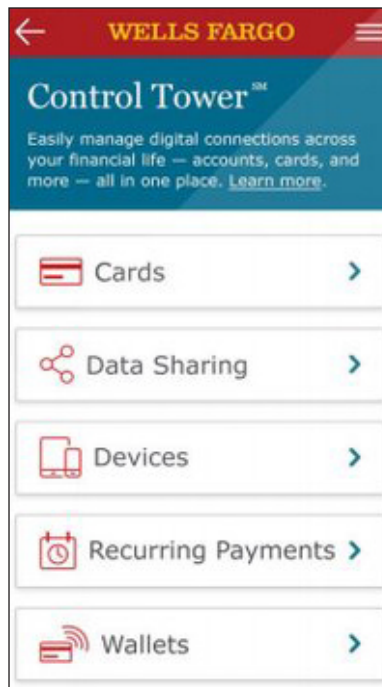 WELLS FARGO
Control Tower℠
Easily manage digital connections across
your financial life — accounts, cards, and
more — all in one place. Learn more.
Cards
Data Sharing
Devices
Recurring Payments
Wallets